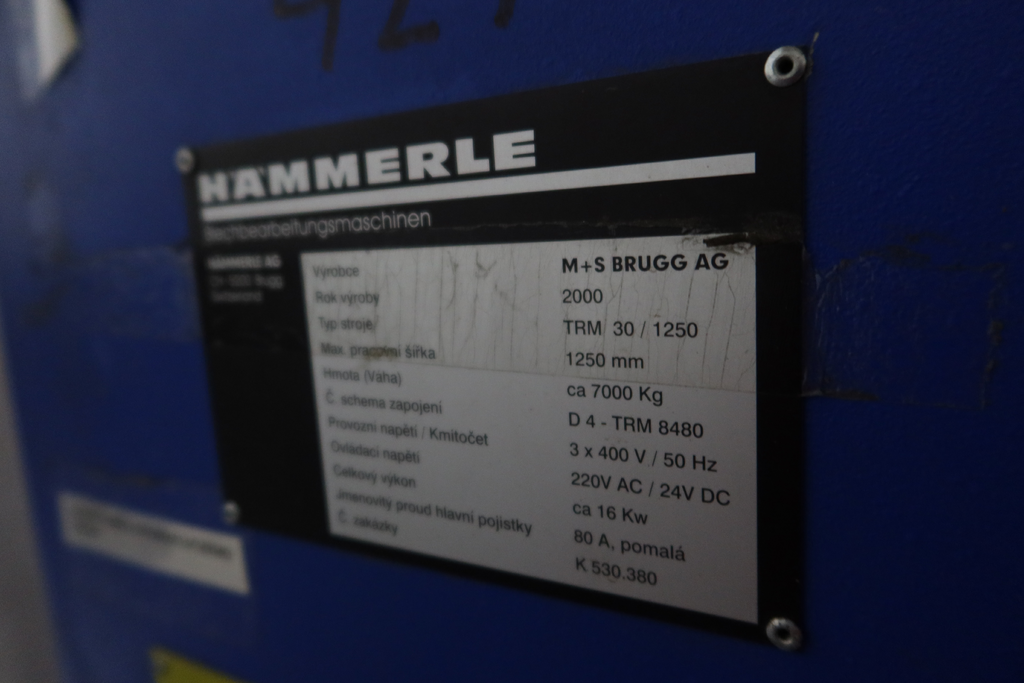 HÄMMERLE
Blechbearbeitungsmaschinen
HÄMMERLE AG
Výrobce M+S BRUGG AG
Rok výroby 2000
Typ stroje TRM 30 / 1250
Max. pracovní šířka 1250 mm
Hmota (Váha) ca 7000 Kg
Č. schema zapojení D 4 - TRM 8480
Provozní napětí / Kmitočet 3 x 400 V / 50 Hz
Ovládací napětí 220V AC / 24V DC
Celkový výkon ca 16 Kw
Jmenovitý proud hlavní pojistky 80 A, pomalá
Č. zakázky K 530.380